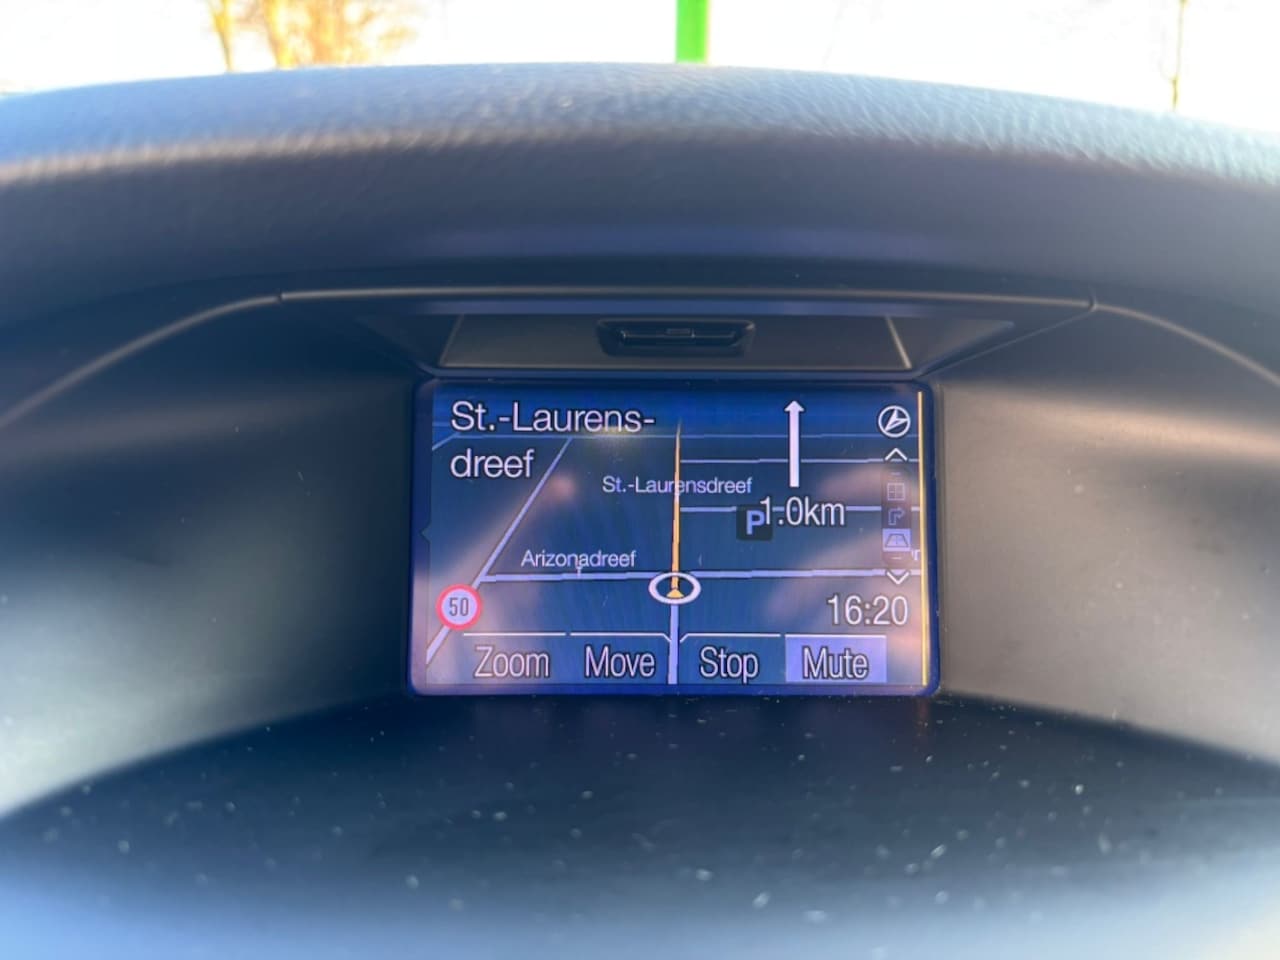 St.-Laurens-
dreef
St.-Laurensdreef
P
1.0km
Arizonadreef
50
16:20
Zoom Move Stop Mute